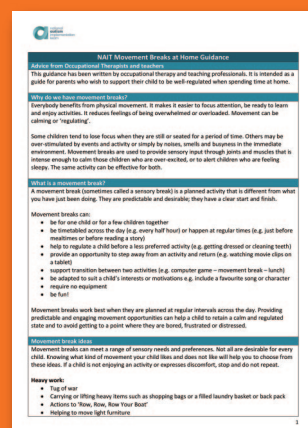 national
autism
implementation
team
NAIT Movement Breaks at Home Guidance
Advice from Occupational Therapists and teachers
This guidance has been written by occupational therapy and teaching professionals. It is intended as a
guide for parents who wish to support their child to be well-regulated when spending time at home.
Why do we have movement breaks?
Everybody benefits from physical movement. It makes it easier to focus attention, be ready to learn
and enjoy activities. It reduces feelings of being overwhelmed or overloaded. Movement can be
calming or 'regulating'.
Some children tend to lose focus when they are still or seated for a period of time. Others may be
over-stimulated by events and activity or simply by noises, smells and business in the immediate
environment. Movement breaks are used to provide sensory input through joints and muscles that is
intense enough to calm those children who are over-excited, or to alert children who are feeling
sleepy. The same activity can be effective for both.
What is a movement break?
A movement break (sometimes called a sensory break) is a planned activity that is different from what
you have just been doing. They are predictable and desirable; they have a clear start and finish.
Movement breaks can:
• be for one child or for a few children together
• be timetabled across the day (e.g. every half hour) or happen at regular times (e.g. just before
mealtimes or before reading a story)
• help to regulate a child before a less preferred activity (e.g. getting dressed or cleaning teeth)
• provide an opportunity to step away from an activity and return (e.g. watching movie clips on
a tablet)
• support transition between two activities (e.g. computer game – movement break – lunch)
• be adapted to suit a child's interests or motivations e.g. include a favourite song or character
• require no equipment
• be fun!
Movement breaks work best when they are planned at regular intervals across the day. Providing
predictable and engaging movement opportunities can help a child to retain a calm and regulated
state and to avoid getting to a point where they are bored, frustrated or distressed.
Movement break ideas
Movement breaks can meet a range of sensory needs and preferences. Not all are desirable for every
child. Knowing what kind of movement your child likes and does not like will help you to choose from
these ideas. If a child is not enjoying an activity or expresses discomfort, stop and do not repeat.
Heavy work:
• Tug of war
• Carrying or lifting heavy items such as shopping bags or a filled laundry basket or back pack
• Actions to 'Row, Row, Row Your Boat'
• Helping to move light furniture
1